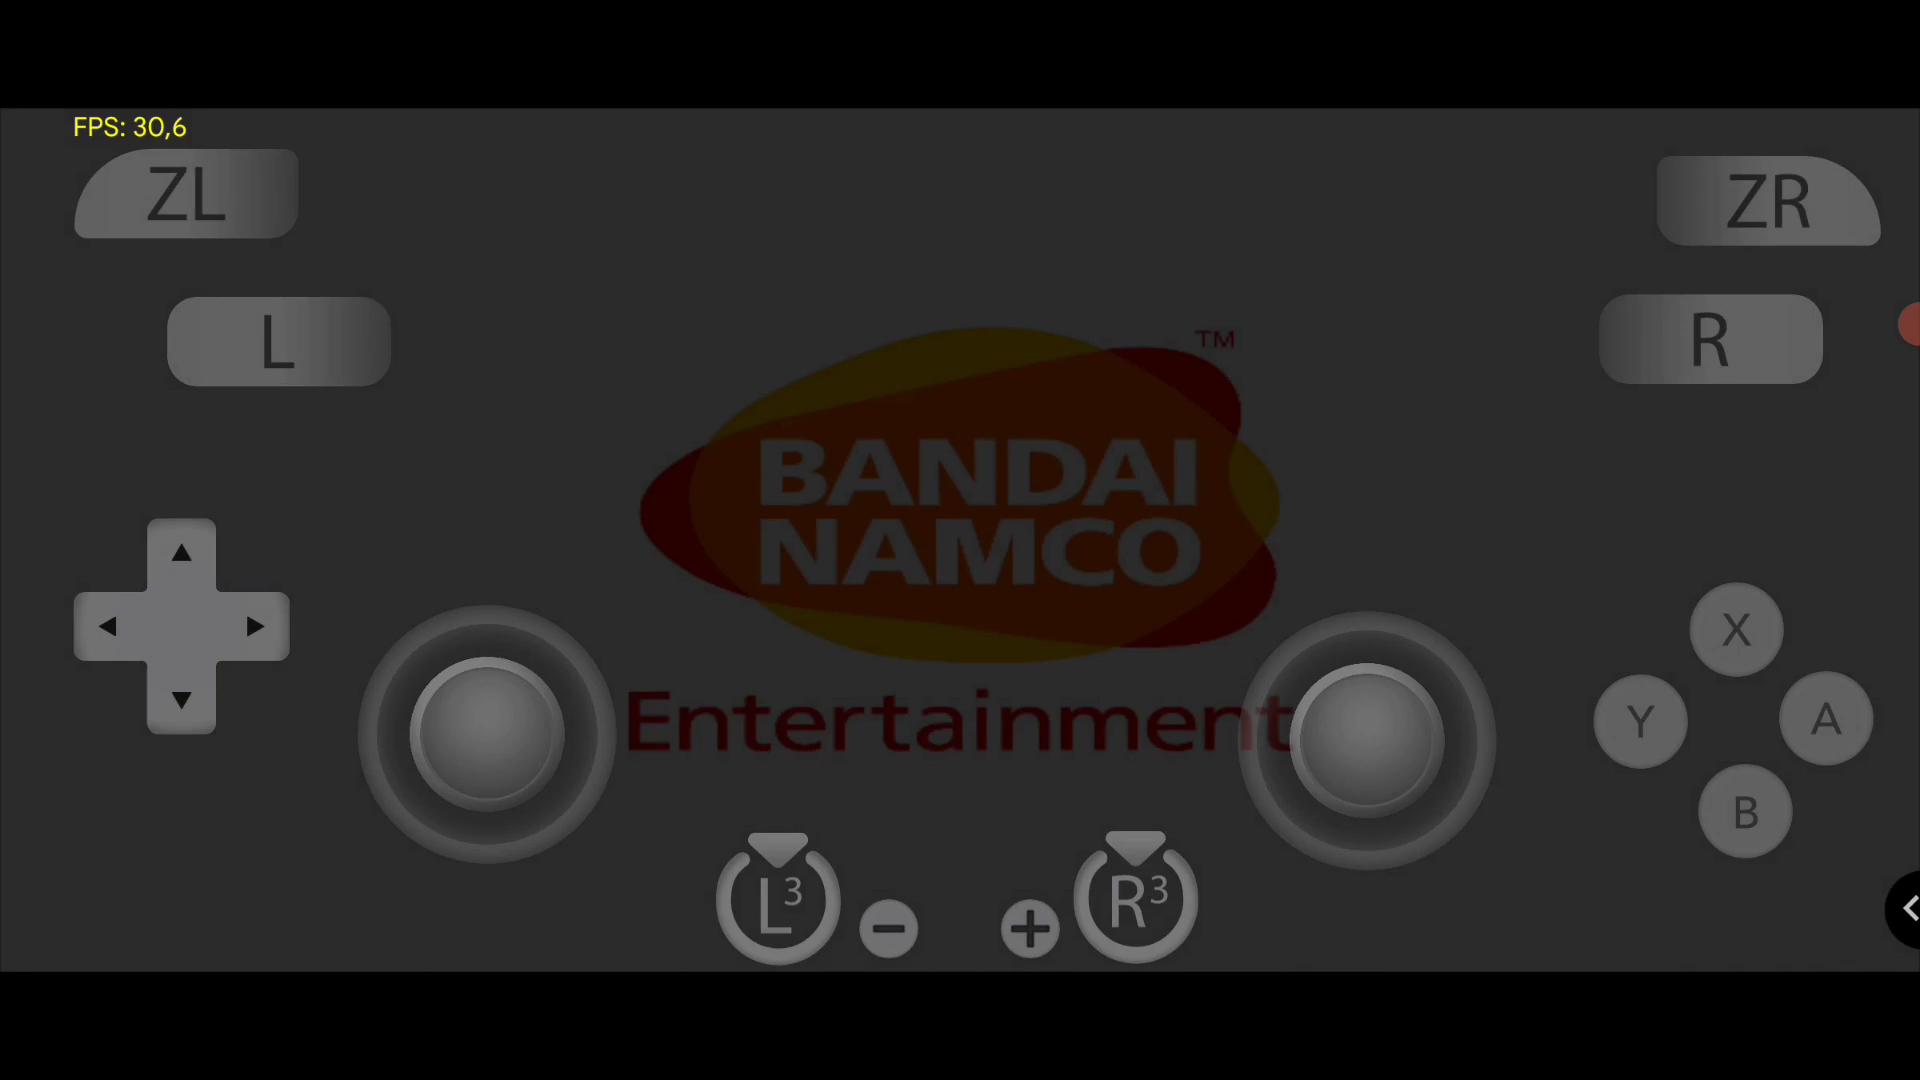 FPS: 30,6
ZL
ZR
L
R
TM
BANDAI
NAMCO
Entertainment
X
Y
A
B
L3
R3